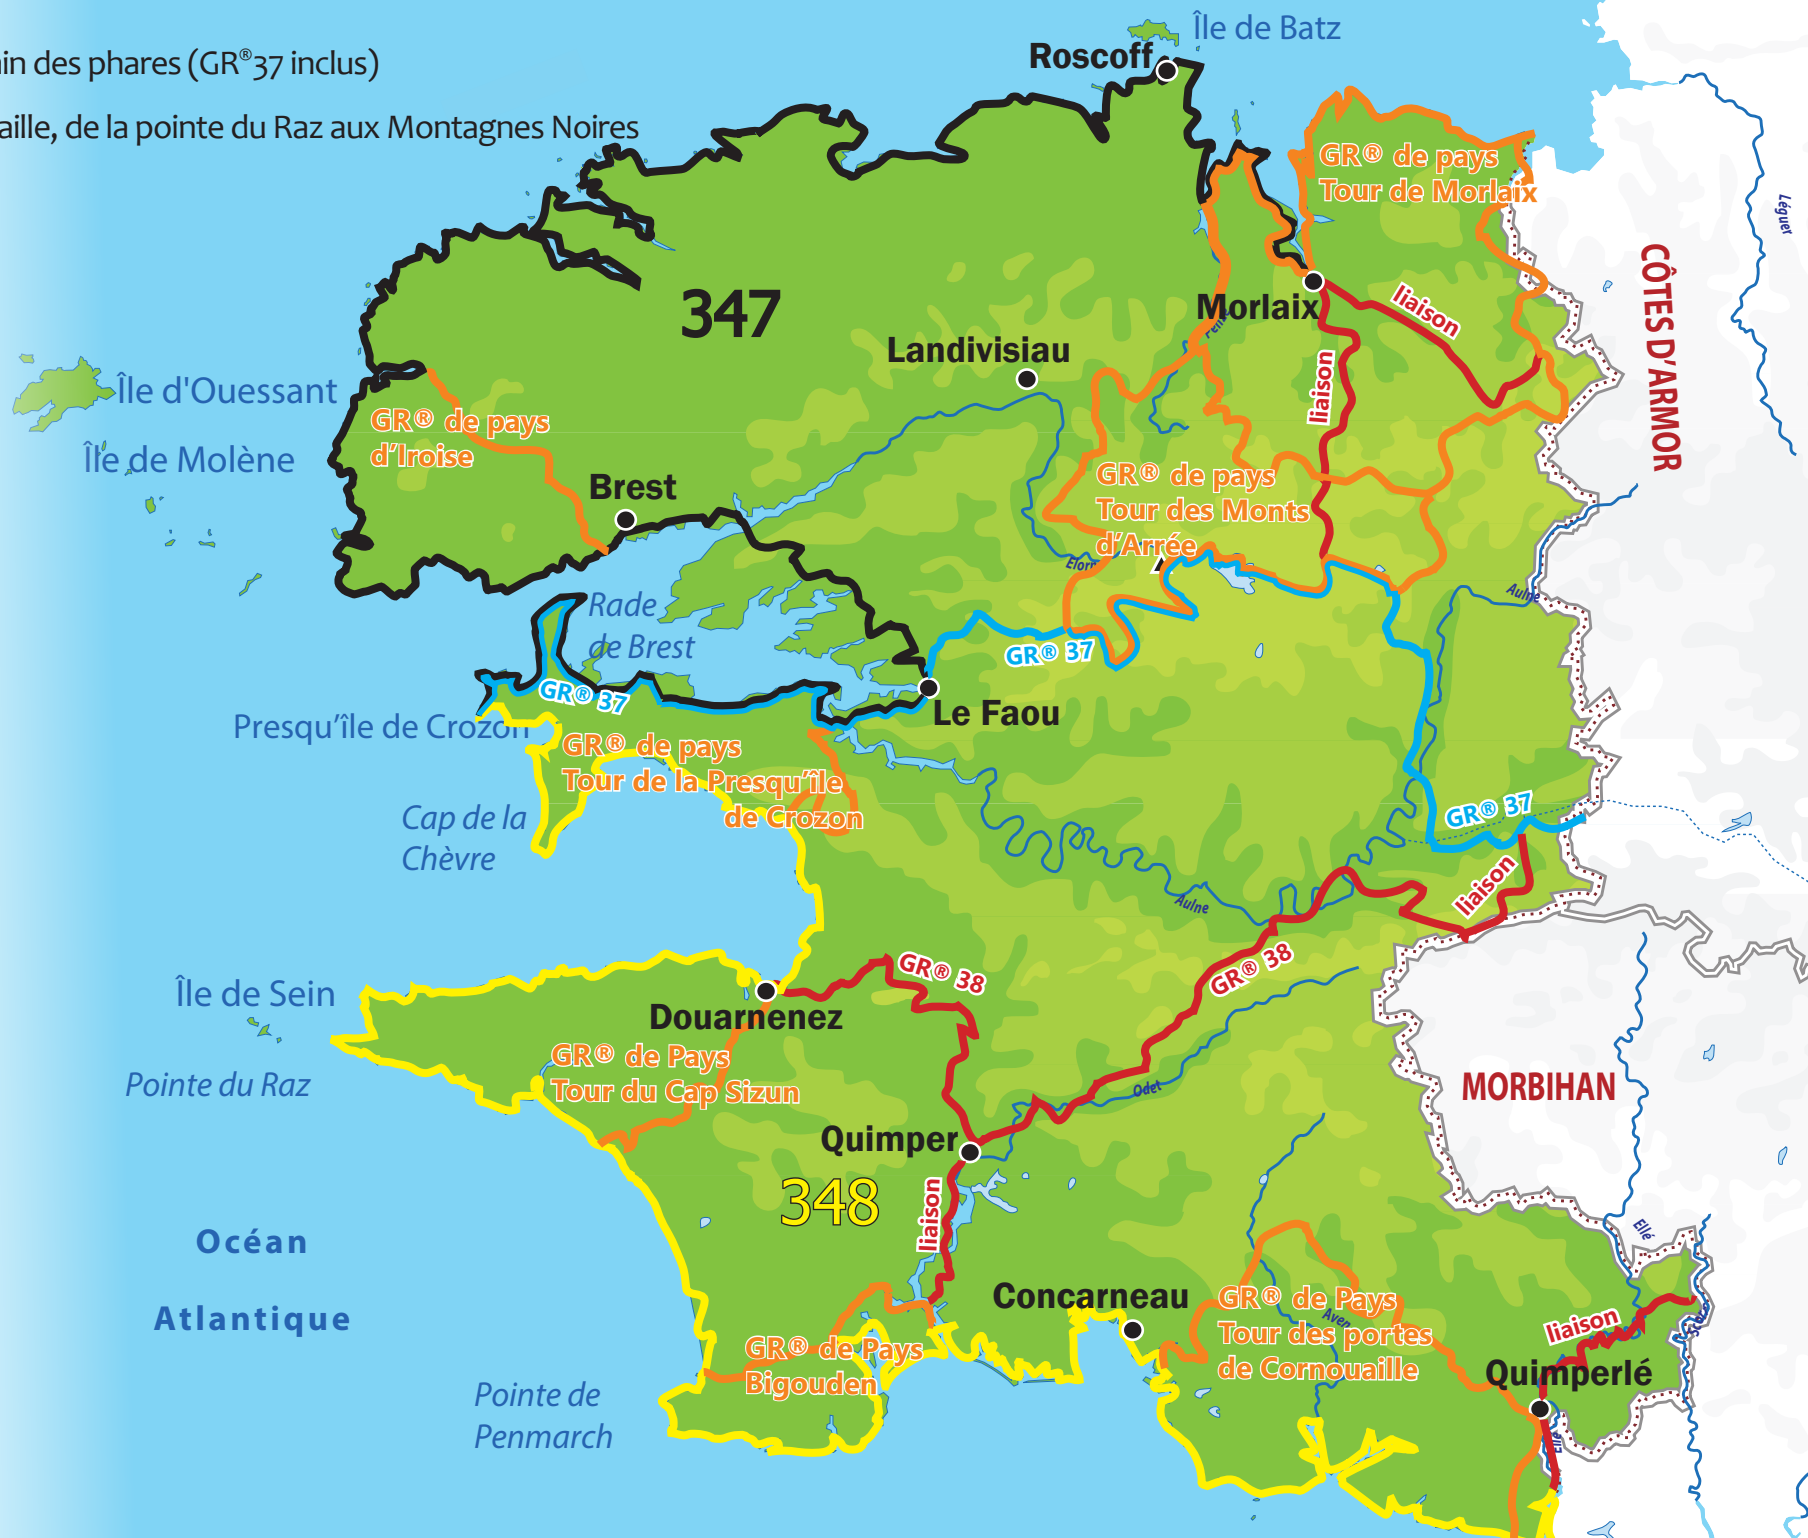 Île de Batz
Roscoff
in des phares (GR®37 inclus)
aille, de la pointe du Raz aux Montagnes Noires
GR® de pays
Tour de Morlaix
Léguer
CÔTES D'ARMOR
347
Morlaix
liaison
Landivisiau
liaison
Île d'Ouessant
GR® de pays
d'Iroise
Île de Molène
Brest
GR® de pays
Tour des Monts
d'Arrée
Elorn
Aulne
Rade
de Brest
GR® 37
GR® 37
Le Faou
Presqu'île de Crozon
GR® de pays
Tour de la Presqu'île
de Crozon
Cap de la
Chèvre
GR® 37
liaison
Aulne
GR® 38
GR® 38
Île de Sein
Douarnenez
GR® de Pays
Tour du Cap Sizun
Pointe du Raz
Odet
MORBIHAN
Quimper
348
liaison
Océan
Atlantique
Ellé
Concarneau
GR® de Pays
Tour des portes
de Cornouaille
Aven
liaison
Scorff
GR® de Pays
Bigouden
Quimperlé
Pointe de
Penmarch
Ellé